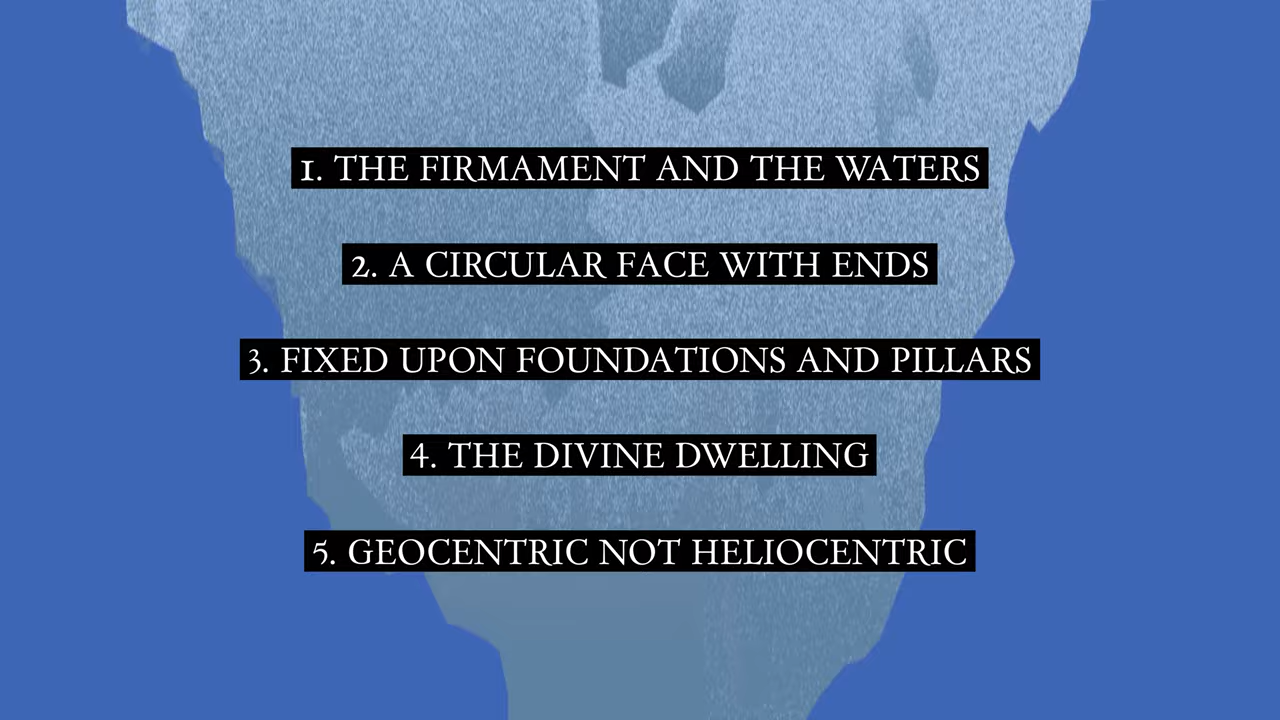 1. THE FIRMAMENT AND THE WATERS
2. A CIRCULAR FACE WITH ENDS
3. FIXED UPON FOUNDATIONS AND PILLARS
4. THE DIVINE DWELLING
5. GEOCENTRIC NOT HELIOCENTRIC